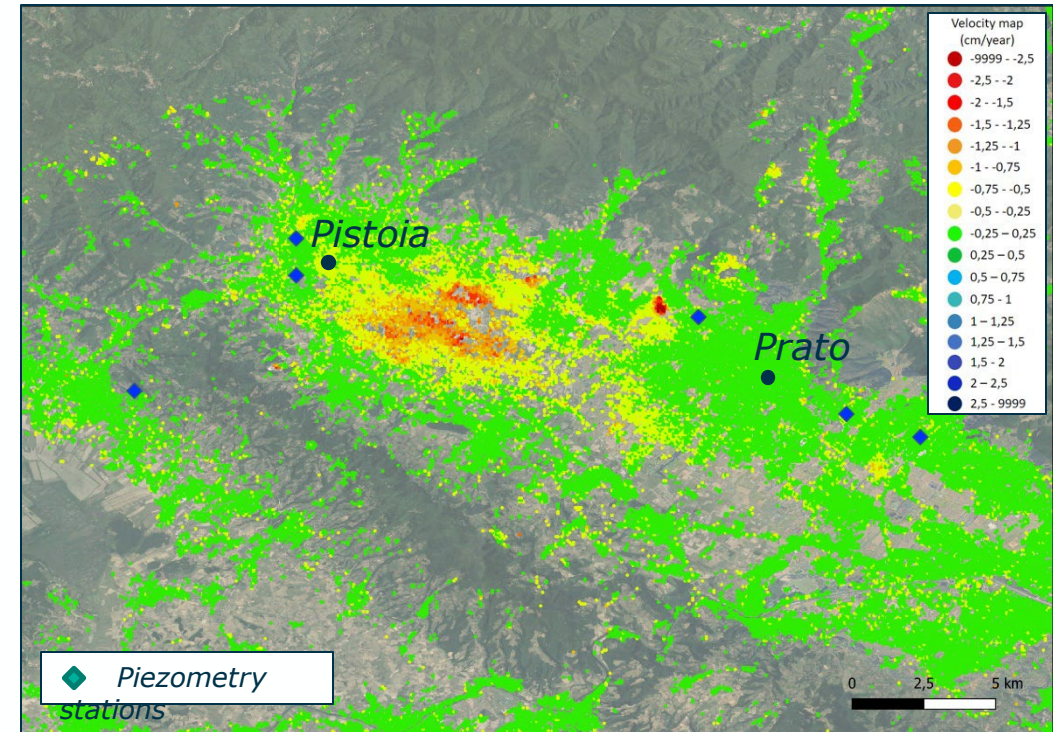 Velocity map
(cm/year)
-9999 - -2,5
-2,5 - -2
-2 - -1,5
-1,5 - -1,25
-1,25 - -1
-1 - -0,75
-0,75 - -0,5
-0,5 - -0,25
-0,25 – 0,25
0,25 – 0,5
0,5 – 0,75
0,75 - 1
1 – 1,25
1,25 – 1,5
1,5 - 2
2 – 2,5
2,5 - 9999
Pistoia
Prato
Piezometry
stations
0 2,5 5 km